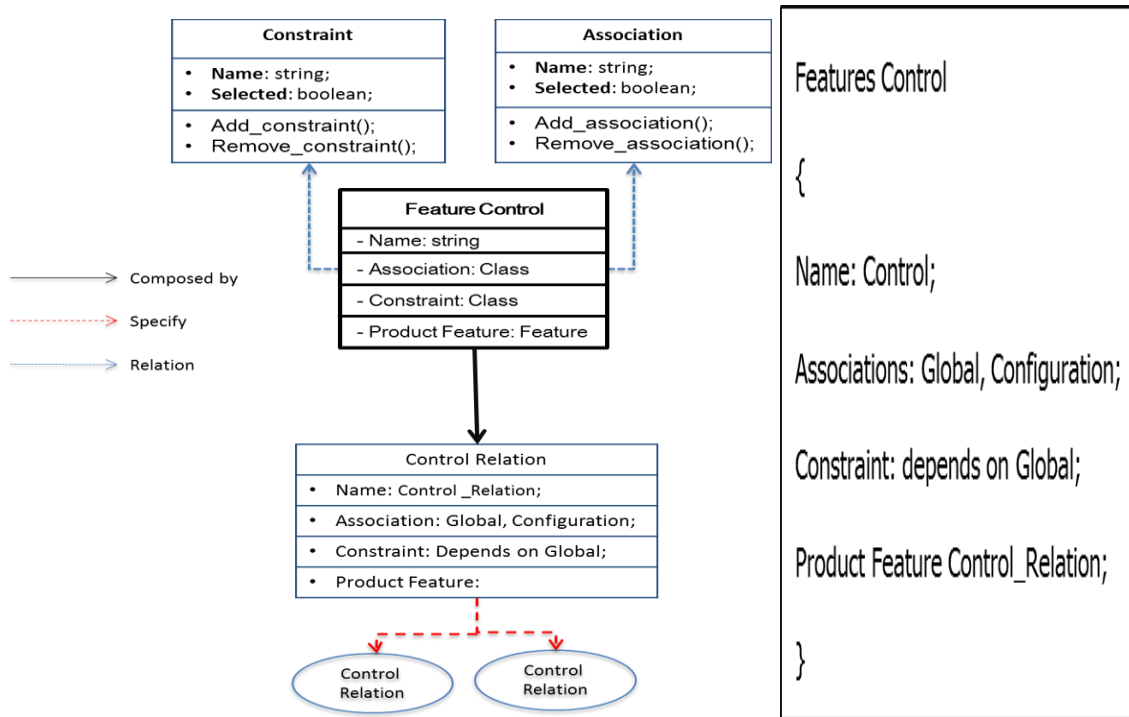 Constraint
• Name: string;
• Selected: boolean;
• Add_constraint();
• Remove_constraint();
Association
• Name: string;
• Selected: boolean;
• Add_association();
• Remove_association();
Feature Control
- Name: string
- Association: Class
- Constraint: Class
- Product Feature: Feature
Composed by
Specify
Relation
Control Relation
• Name: Control _Relation;
• Association: Global, Configuration;
• Constraint: Depends on Global;
• Product Feature:
Control
Relation
Control
Relation
Features Control
{
Name: Control;
Associations: Global, Configuration;
Constraint: depends on Global;
Product Feature Control_Relation;
}